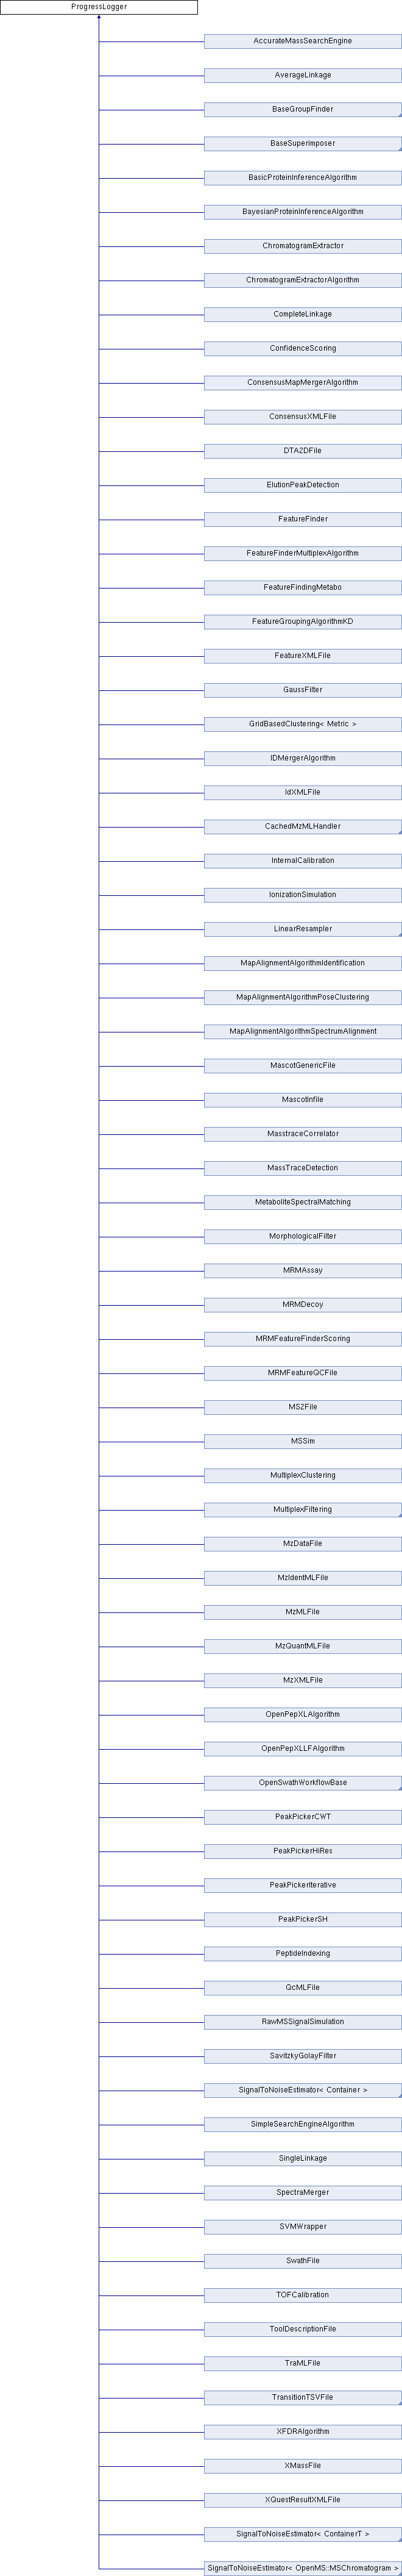 ProgressLogger
AccurateMassSearchEngine
AverageLinkage
BaseGroupFinder
BaseSuperimposer
BasicProteinInferenceAlgorithm
BayesianProteinInferenceAlgorithm
ChromatogramExtractor
ChromatogramExtractorAlgorithm
CompleteLinkage
ConfidenceScoring
ConsensusMapMergerAlgorithm
ConsensusXMLFile
DTA2DFile
ElutionPeakDetection
FeatureFinder
FeatureFinderMultiplexAlgorithm
FeatureFindingMetabo
FeatureGroupingAlgorithmKD
FeatureXMLFile
GaussFilter
GridBasedClustering< Metric >
IDMergerAlgorithm
IdXMLFile
CachedMzMLHandler
InternalCalibration
IonizationSimulation
LinearResampler
MapAlignmentAlgorithmIdentification
MapAlignmentAlgorithmPoseClustering
MapAlignmentAlgorithmSpectrumAlignment
MascotGenericFile
MascotInfile
MasstraceCorrelator
MassTraceDetection
MetaboliteSpectralMatching
MorphologicalFilter
MRMAssay
MRMDecoy
MRMFeatureFinderScoring
MRMFeatureQCFile
MS2File
MSSim
MultiplexClustering
MultiplexFiltering
MzDataFile
MzIdentMLFile
MzMLFile
MzQuantMLFile
MzXMLFile
OpenPepXLAlgorithm
OpenPepXLLFAlgorithm
OpenSwathWorkflowBase
PeakPickerCWT
PeakPickerHiRes
PeakPickerIterative
PeakPickerSH
PeptideIndexing
QcMLFile
RawMSSignalSimulation
SavitzkyGolayFilter
SignalToNoiseEstimator< Container >
SimpleSearchEngineAlgorithm
SingleLinkage
SpectraMerger
SVMWrapper
SwathFile
TOFCalibration
ToolDescriptionFile
TraMLFile
TransitionTSVFile
XFDRAlgorithm
XMassFile
XQuestResultXMLFile
SignalToNoiseEstimator< ContainerT >
SignalToNoiseEstimator< OpenMS::MSChromatogram >